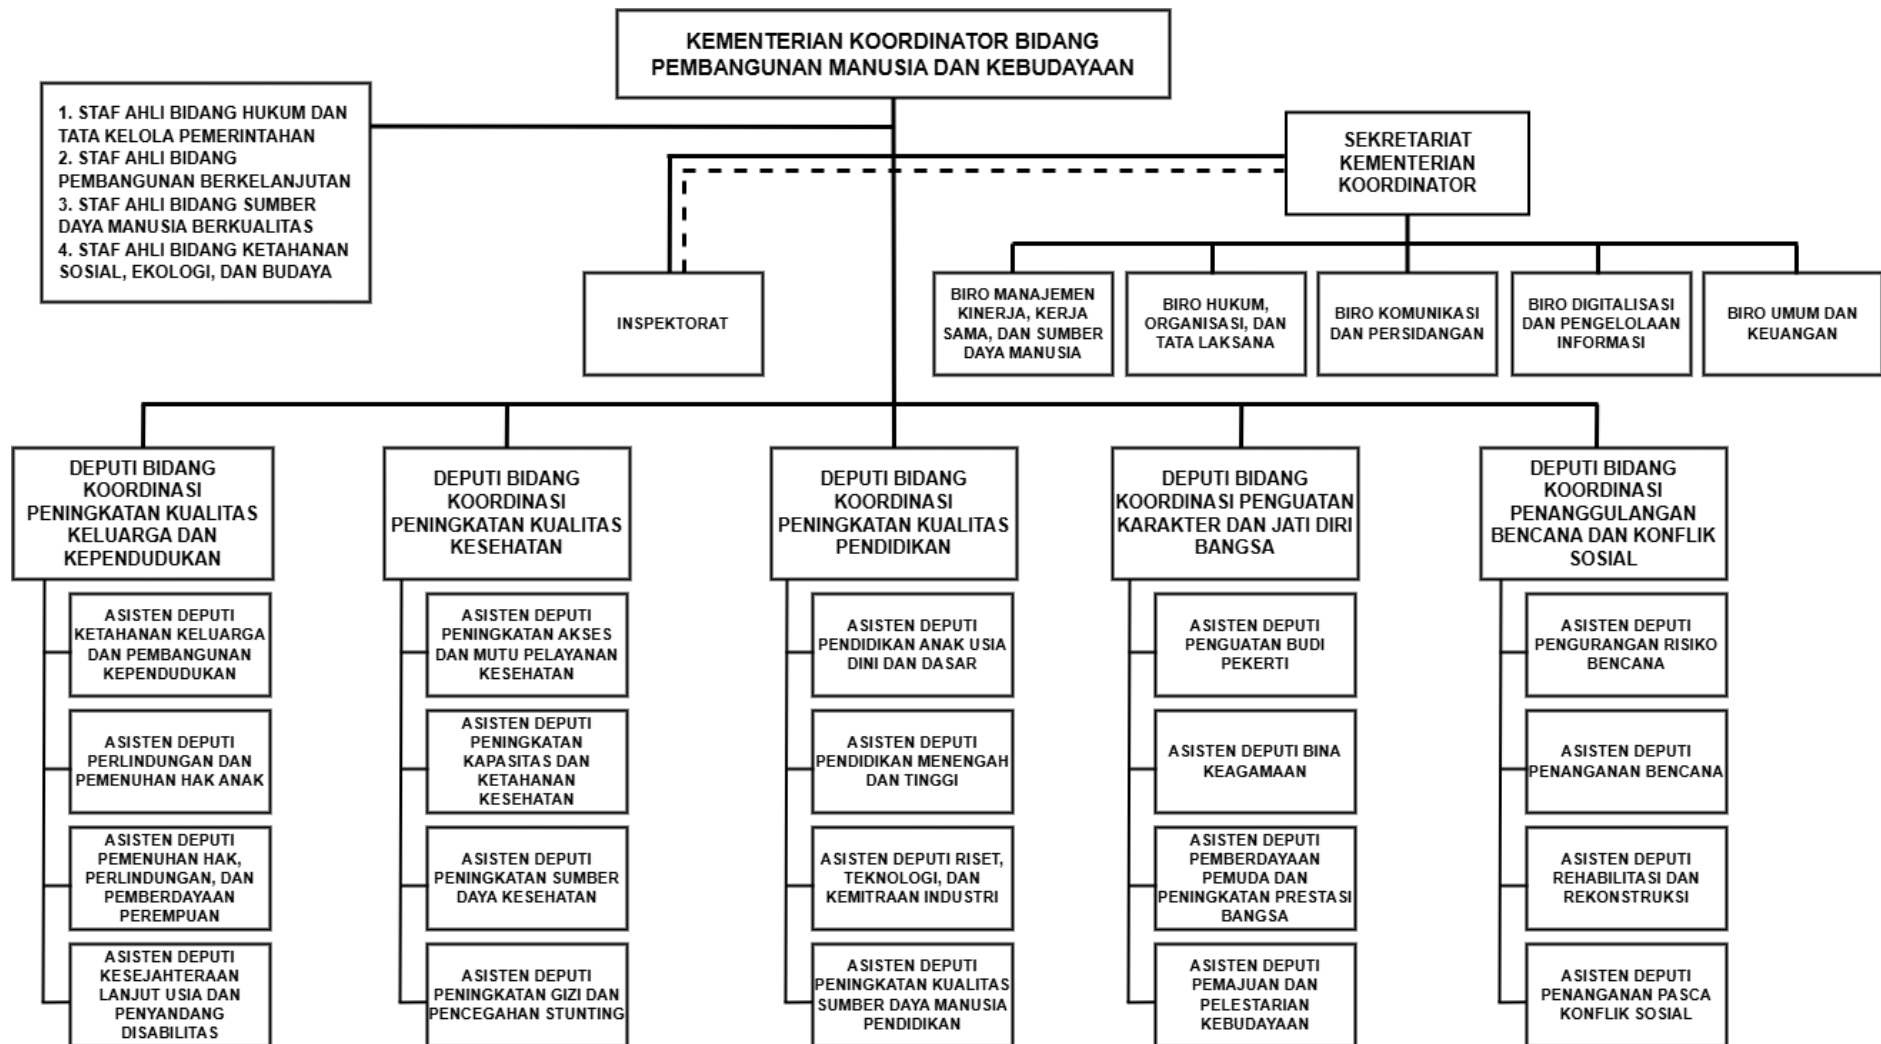 KEMENTERIAN KOORDINATOR BIDANG
PEMBANGUNAN MANUSIA DAN KEBUDAYAAN
1. STAF AHLI BIDANG HUKUM DAN
TATA KELOLA PEMERINTAHAN
2. STAF AHLI BIDANG
PEMBANGUNAN BERKELANJUTAN
3. STAF AHLI BIDANG SUMBER
DAYA MANUSIA BERKUALITAS
4. STAF AHLI BIDANG KETAHANAN
SOSIAL, EKOLOGI, DAN BUDAYA
SEKRETARIAT
KEMENTERIAN
KOORDINATOR
INSPEKTORAT
BIRO MANAJEMEN
KINERJA, KERJA
SAMA, DAN SUMBER
DAYA MANUSIA
BIRO HUKUM,
ORGANISASI, DAN
TATA LAKSANA
BIRO KOMUNIKASI
DAN PERSIDANGAN
BIRO DIGITALISASI
DAN PENGELOLAAN
INFORMASI
BIRO UMUM DAN
KEUANGAN
DEPUTI BIDANG
KOORDINASI
PENINGKATAN KUALITAS
KELUARGA DAN
KEPENDUDUKAN
ASISTEN DEPUTI
KETAHANAN KELUARGA
DAN PEMBANGUNAN
KEPENDUDUKAN
ASISTEN DEPUTI
PERLINDUNGAN DAN
PEMENUHAN HAK ANAK
ASISTEN DEPUTI
PEMENUHAN HAK,
PERLINDUNGAN, DAN
PEMBERDAYAAN
PEREMPUAN
ASISTEN DEPUTI
KESEJAHTERAAN
LANJUT USIA DAN
PENYANDANG
DISABILITAS
DEPUTI BIDANG
KOORDINASI
PENINGKATAN KUALITAS
KESEHATAN
ASISTEN DEPUTI
PENINGKATAN AKSES
DAN MUTU PELAYANAN
KESEHATAN
ASISTEN DEPUTI
PENINGKATAN
KAPASITAS DAN
KETAHANAN
KESEHATAN
ASISTEN DEPUTI
PENINGKATAN SUMBER
DAYA KESEHATAN
ASISTEN DEPUTI
PENINGKATAN GIZI DAN
PENCEGAHAN STUNTING
DEPUTI BIDANG
KOORDINASI
PENINGKATAN KUALITAS
PENDIDIKAN
ASISTEN DEPUTI
PENDIDIKAN ANAK USIA
DINI DAN DASAR
ASISTEN DEPUTI
PENDIDIKAN MENENGAH
DAN TINGGI
ASISTEN DEPUTI RISET,
TEKNOLOGI, DAN
KEMITRAAN INDUSTRI
ASISTEN DEPUTI
PENINGKATAN KUALITAS
SUMBER DAYA MANUSIA
PENDIDIKAN
DEPUTI BIDANG
KOORDINASI PENGUATAN
KARAKTER DAN JATI DIRI
BANGSA
ASISTEN DEPUTI
PENGUATAN BUDI
PEKERTI
ASISTEN DEPUTI BINA
KEAGAMAAN
ASISTEN DEPUTI
PEMBERDAYAAN
PEMUDA DAN
PENINGKATAN PRESTASI
BANGSA
ASISTEN DEPUTI
PEMAJUAN DAN
PELESTARIAN
KEBUDAYAAN
DEPUTI BIDANG
KOORDINASI
PENANGGULANGAN
BENCANA DAN KONFLIK
SOSIAL
ASISTEN DEPUTI
PENGURANGAN RISIKO
BENCANA
ASISTEN DEPUTI
PENANGANAN BENCANA
ASISTEN DEPUTI
REHABILITASI DAN
REKONSTRUKSI
ASISTEN DEPUTI
PENANGANAN PASCA
KONFLIK SOSIAL